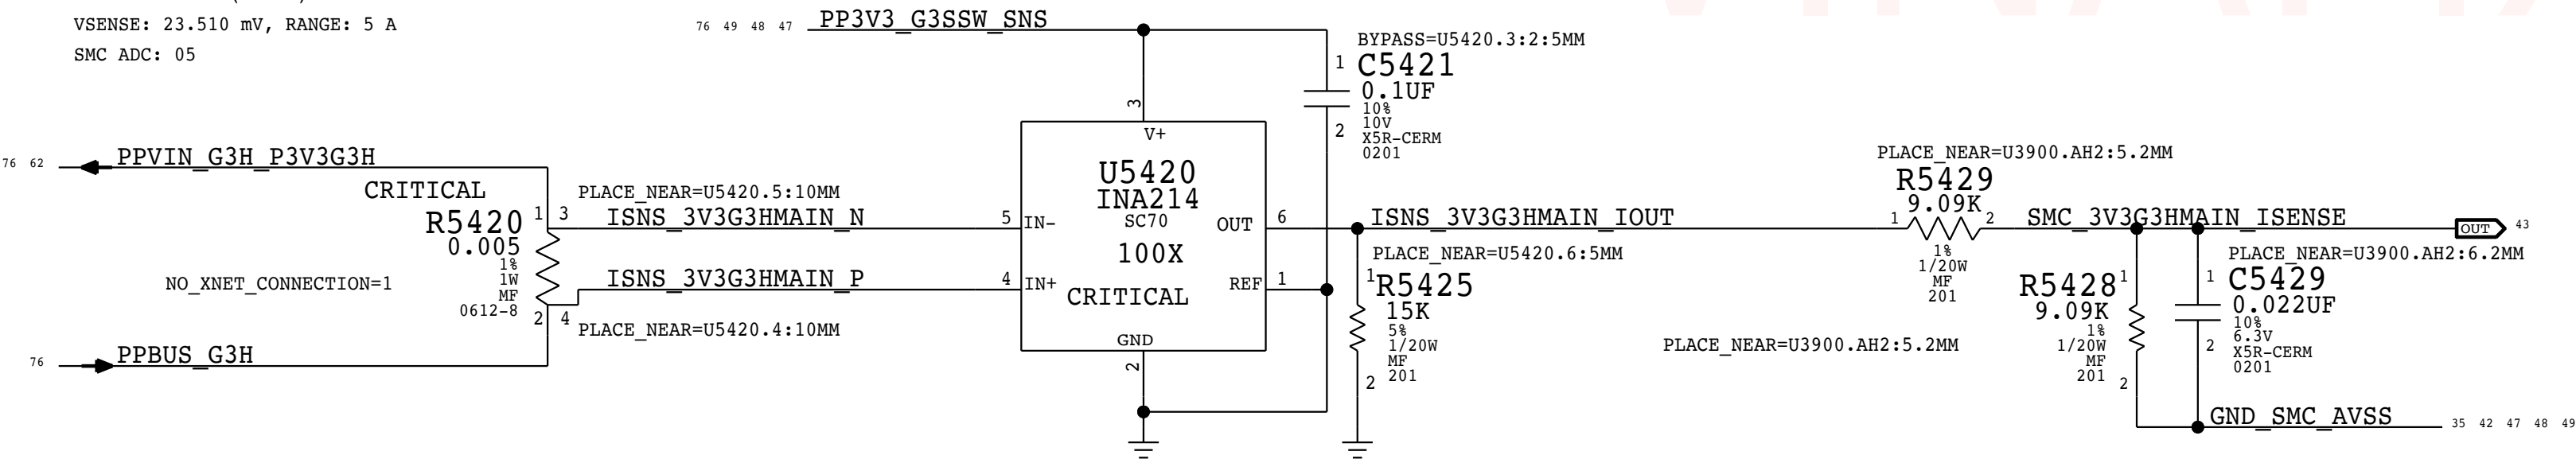 VSENSE: 23.510 mV, RANGE: 5 A
SMC ADC: 05
76 49 48 47 PP3V3_G3SSW_SNS
BYPASS=U5420.3:2:5MM
1 C5421
0.1UF
10%
10V
2 X5R-CERM
0201
3
V+
76 62 PPVIN_G3H_P3V3G3H
CRITICAL
PLACE_NEAR=U5420.5:10MM
R5420 1 3
ISNS_3V3G3HMAIN_N 5 IN-
0.005
1%
1W
MF
0612-8
NO_XNET_CONNECTION=1
ISNS_3V3G3HMAIN_P 4 IN+
2 4 PLACE_NEAR=U5420.4:10MM
76 PPBUS_G3H
U5420
INA214
SC70
100X
CRITICAL
OUT 6
REF 1
GND
2
ISNS_3V3G3HMAIN_IOUT
PLACE_NEAR=U5420.6:5MM
1 R5425
15K
5%
1/20W
MF
201
2
PLACE_NEAR=U3900.AH2:5.2MM
R5429
9.09K
1 2
1%
1/20W
MF
201
SMC_3V3G3HMAIN_ISENSE OUT 43
PLACE_NEAR=U3900.AH2:6.2MM
R5428 1
9.09K
1%
1/20W
MF
201 2
PLACE_NEAR=U3900.AH2:5.2MM
1 C5429
0.022UF
10%
6.3V
2 X5R-CERM
0201
GND_SMC_AVSS 35 42 47 48 49